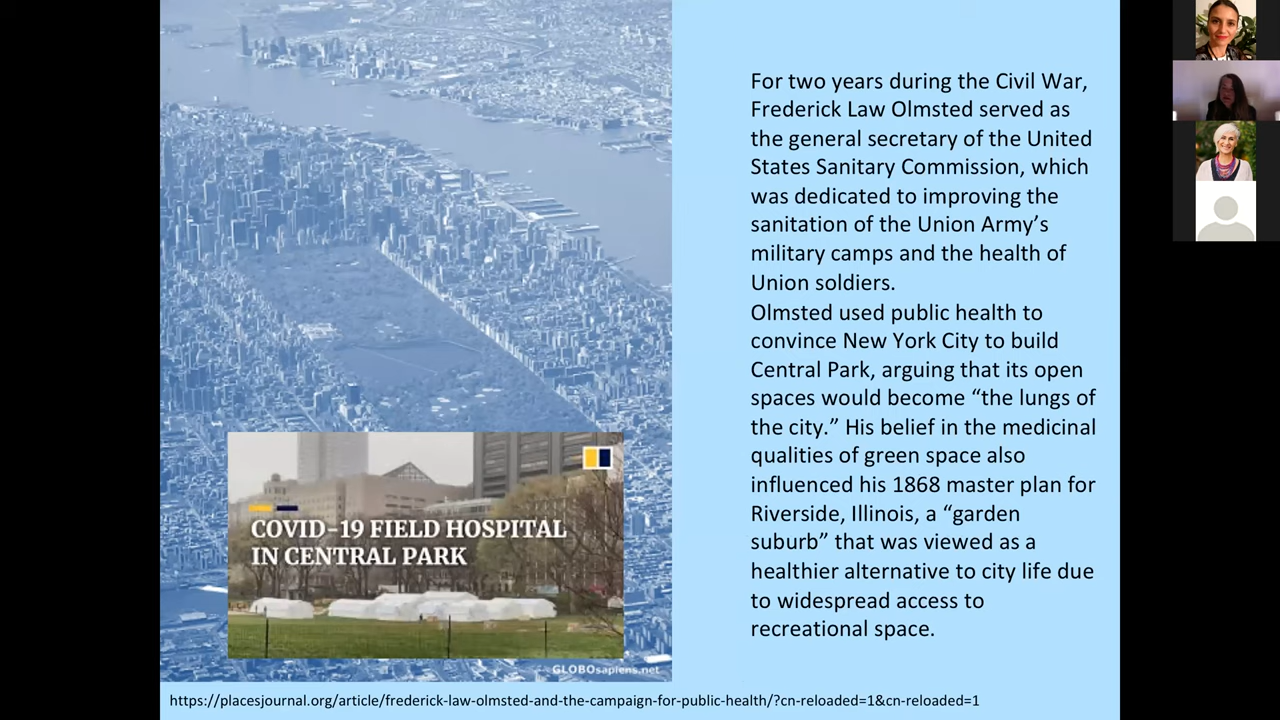 For two years during the Civil War,
Frederick Law Olmsted served as
the general secretary of the United
States Sanitary Commission, which
was dedicated to improving the
sanitation of the Union Army’s
military camps and the health of
Union soldiers.
Olmsted used public health to
convince New York City to build
Central Park, arguing that its open
spaces would become “the lungs of
the city.” His belief in the medicinal
qualities of green space also
influenced his 1868 master plan for
Riverside, Illinois, a “garden
suburb” that was viewed as a
healthier alternative to city life due
to widespread access to
recreational space.
COVID-19 FIELD HOSPITAL
IN CENTRAL PARK
GLOBOsapiens.net
https://placesjournal.org/article/frederick-law-olmsted-and-the-campaign-for-public-health/?cn-reloaded=1&cn-reloaded=1